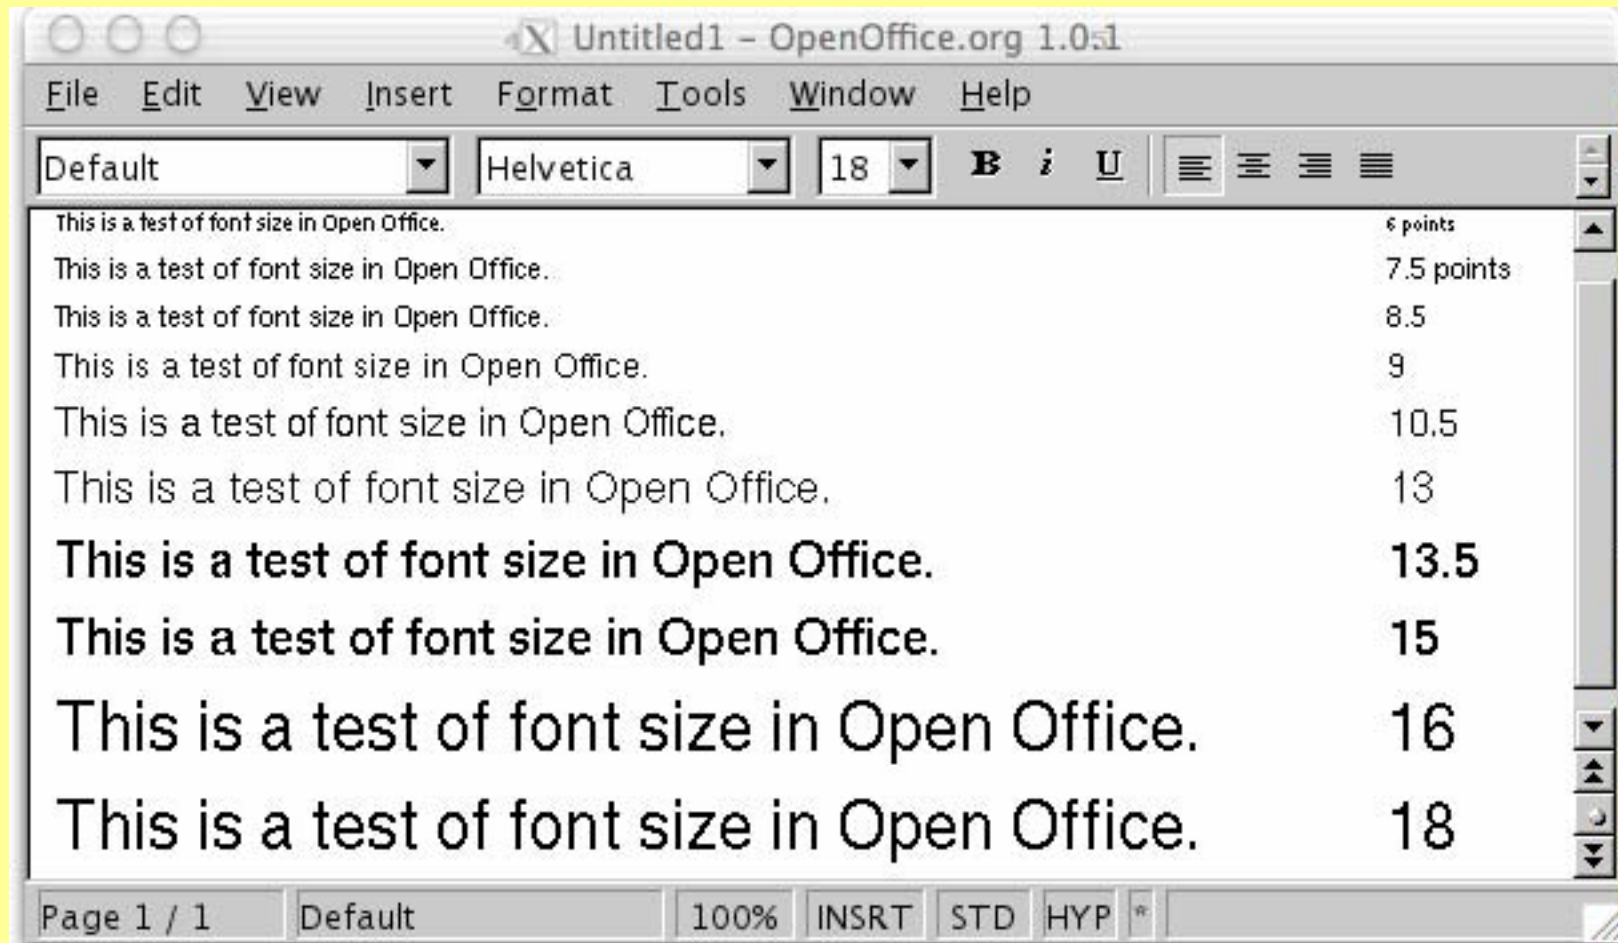 Untitled1 – OpenOffice.org 1.0.1
File Edit View Insert Format Tools Window Help
Default Helvetica 18 B i U
This is a test of font size in Open Office. 6 points
This is a test of font size in Open Office. 7.5 points
This is a test of font size in Open Office. 8.5
This is a test of font size in Open Office. 9
This is a test of font size in Open Office. 10.5
This is a test of font size in Open Office. 13
This is a test of font size in Open Office. 13.5
This is a test of font size in Open Office. 15
This is a test of font size in Open Office. 16
This is a test of font size in Open Office. 18
Page 1 / 1 Default 100% INSRT STD HYP *